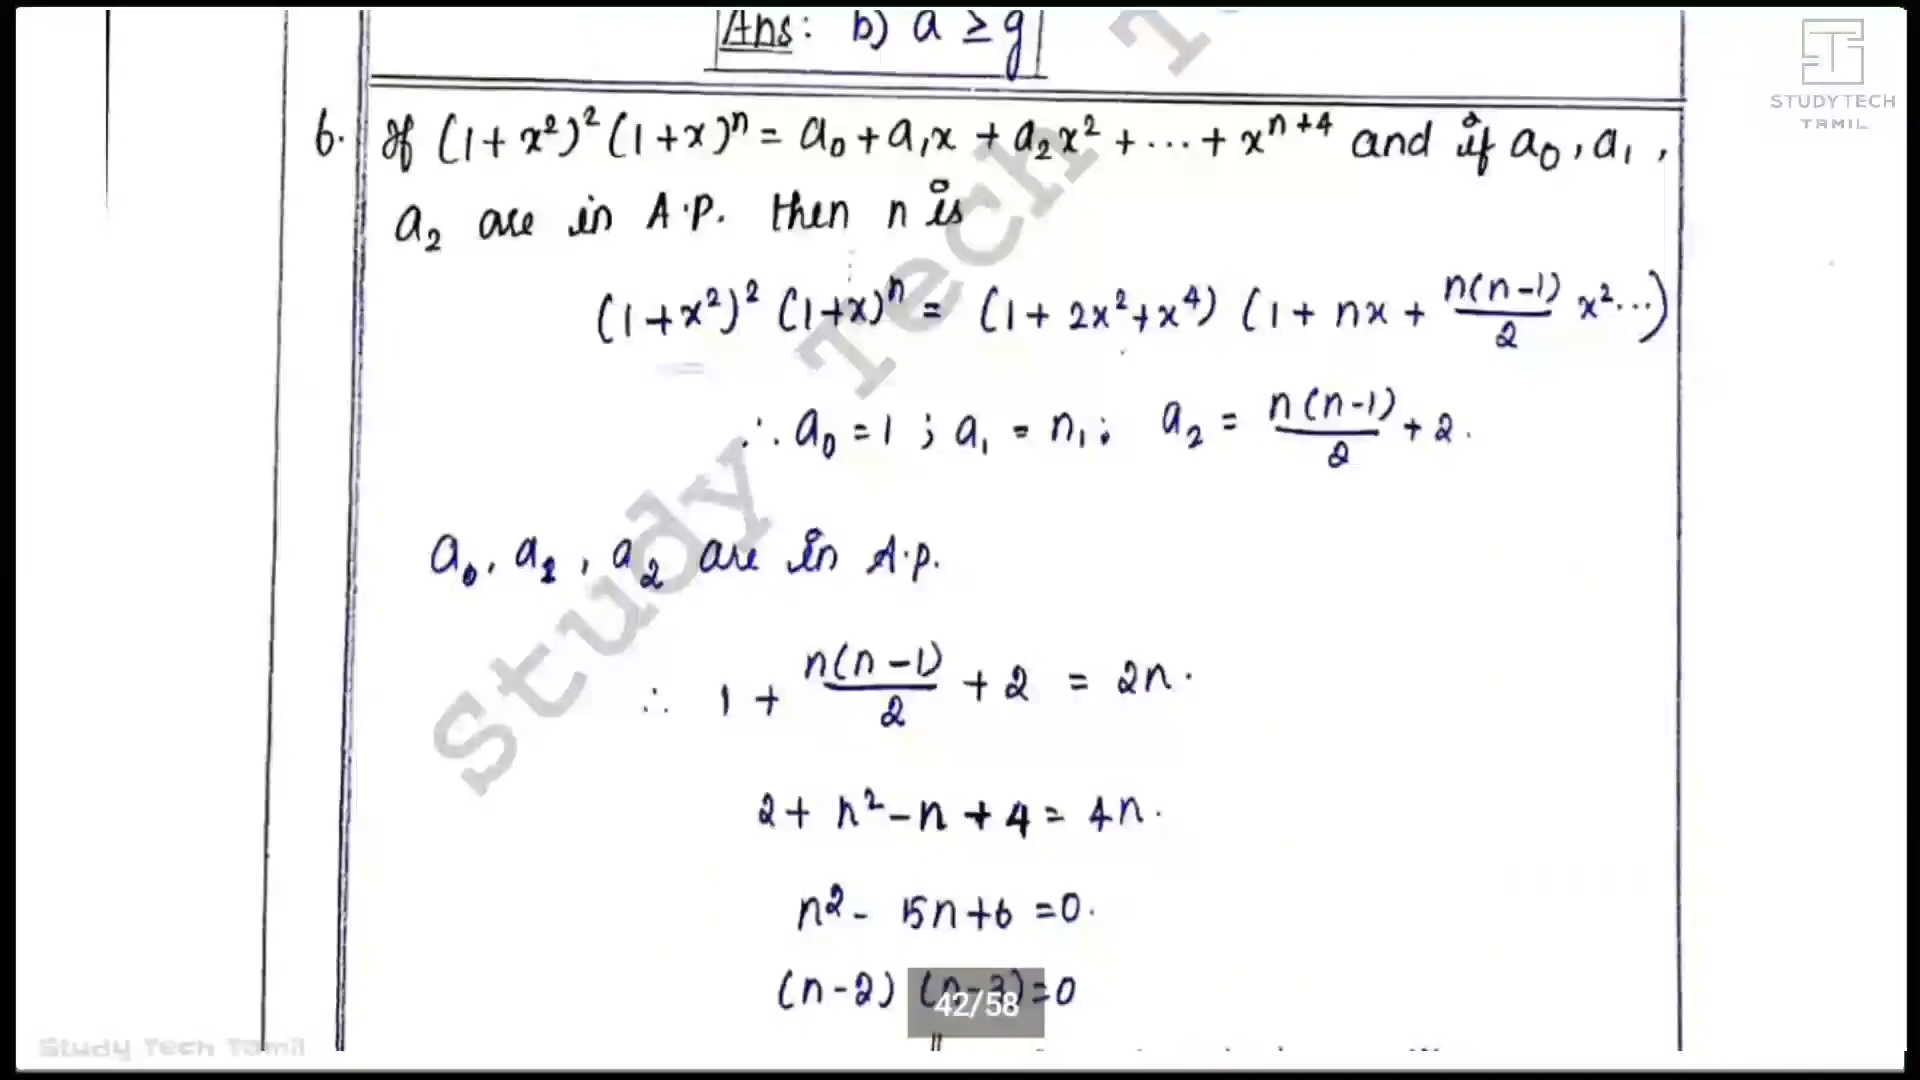 Ans: b) a ≥ g
STUDYTECH
TAMIL
6. If (1+x²)² (1+x)ⁿ = a₀ + a₁x + a₂x² + ... + xⁿ⁺⁴ and if a₀, a₁,
a₂ are in A.P. then n is
(1+x²)² (1+x)ⁿ = (1 + 2x² + x⁴) (1 + nx + n(n-1)/2 x² ...)
∴ a₀ = 1 ; a₁ = n, ; a₂ = n(n-1)/2 + 2.
a₀, a₁, a₂ are in A.p.
∴ 1 + n(n-1)/2 + 2 = 2n.
2 + n² - n + 4 = 4n.
n² - 5n + 6 = 0.
(n-2) (n-3) = 0
42/58
Study Tech T
Study Tech Tamil